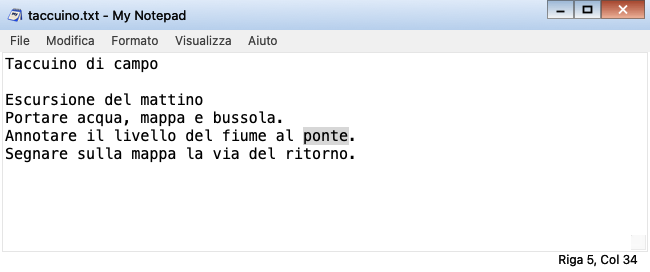 taccuino.txt - My Notepad
File Modifica Formato Visualizza Aiuto
Taccuino di campo

Escursione del mattino
Portare acqua, mappa e bussola.
Annotare il livello del fiume al ponte.
Segnare sulla mappa la via del ritorno.
Riga 5, Col 34